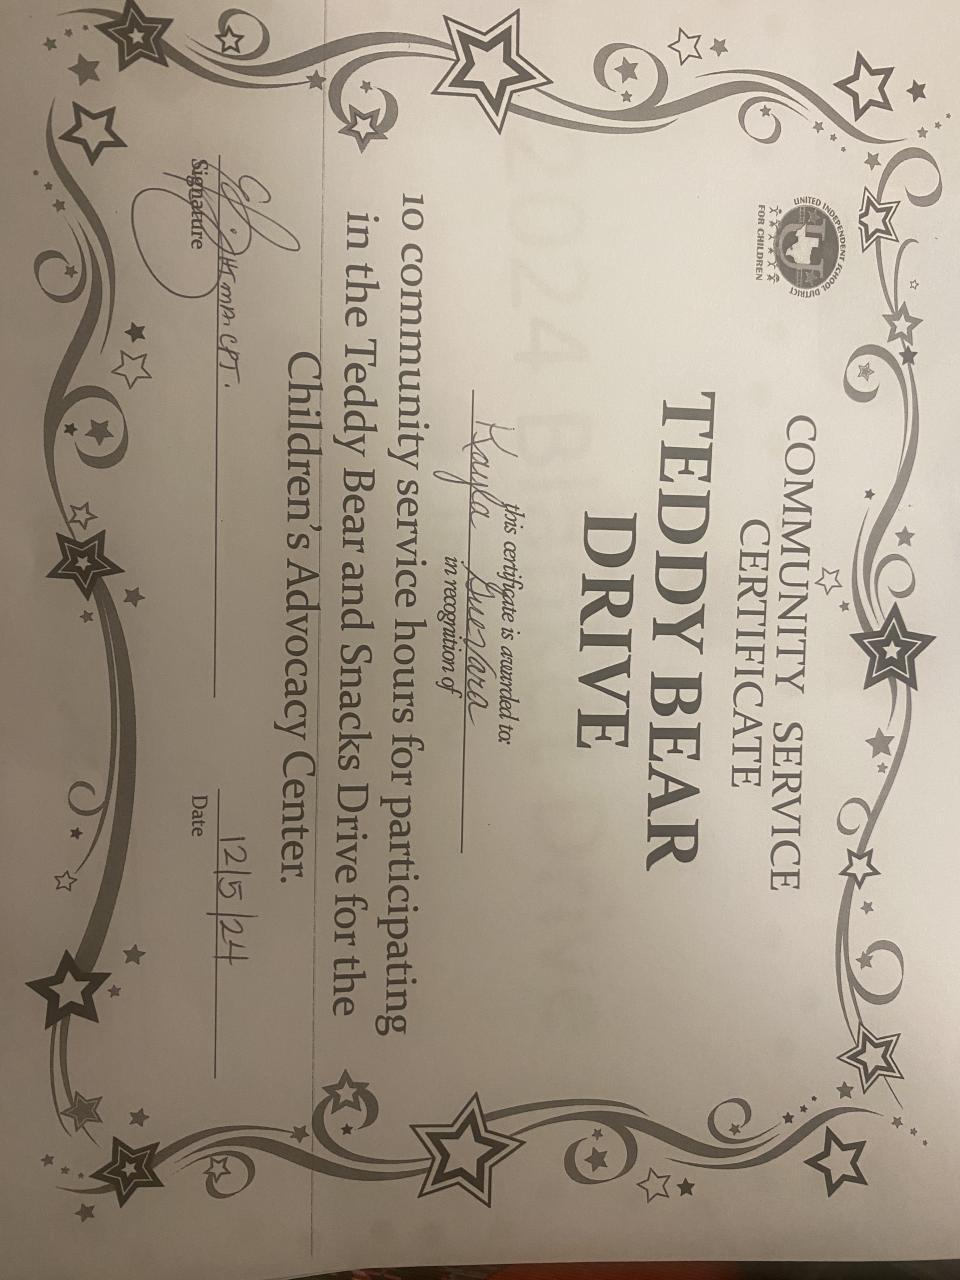 UNITED INDEPENDENT SCHOOL DISTRICT
U
FOR CHILDREN
COMMUNITY SERVICE
CERTIFICATE
TEDDY BEAR
DRIVE
this certificate is awarded to:
Kayla Guevara
in recognition of
10 community service hours for participating
in the Teddy Bear and Snacks Drive for the
Children's Advocacy Center.
12/5/24
Signature
Date